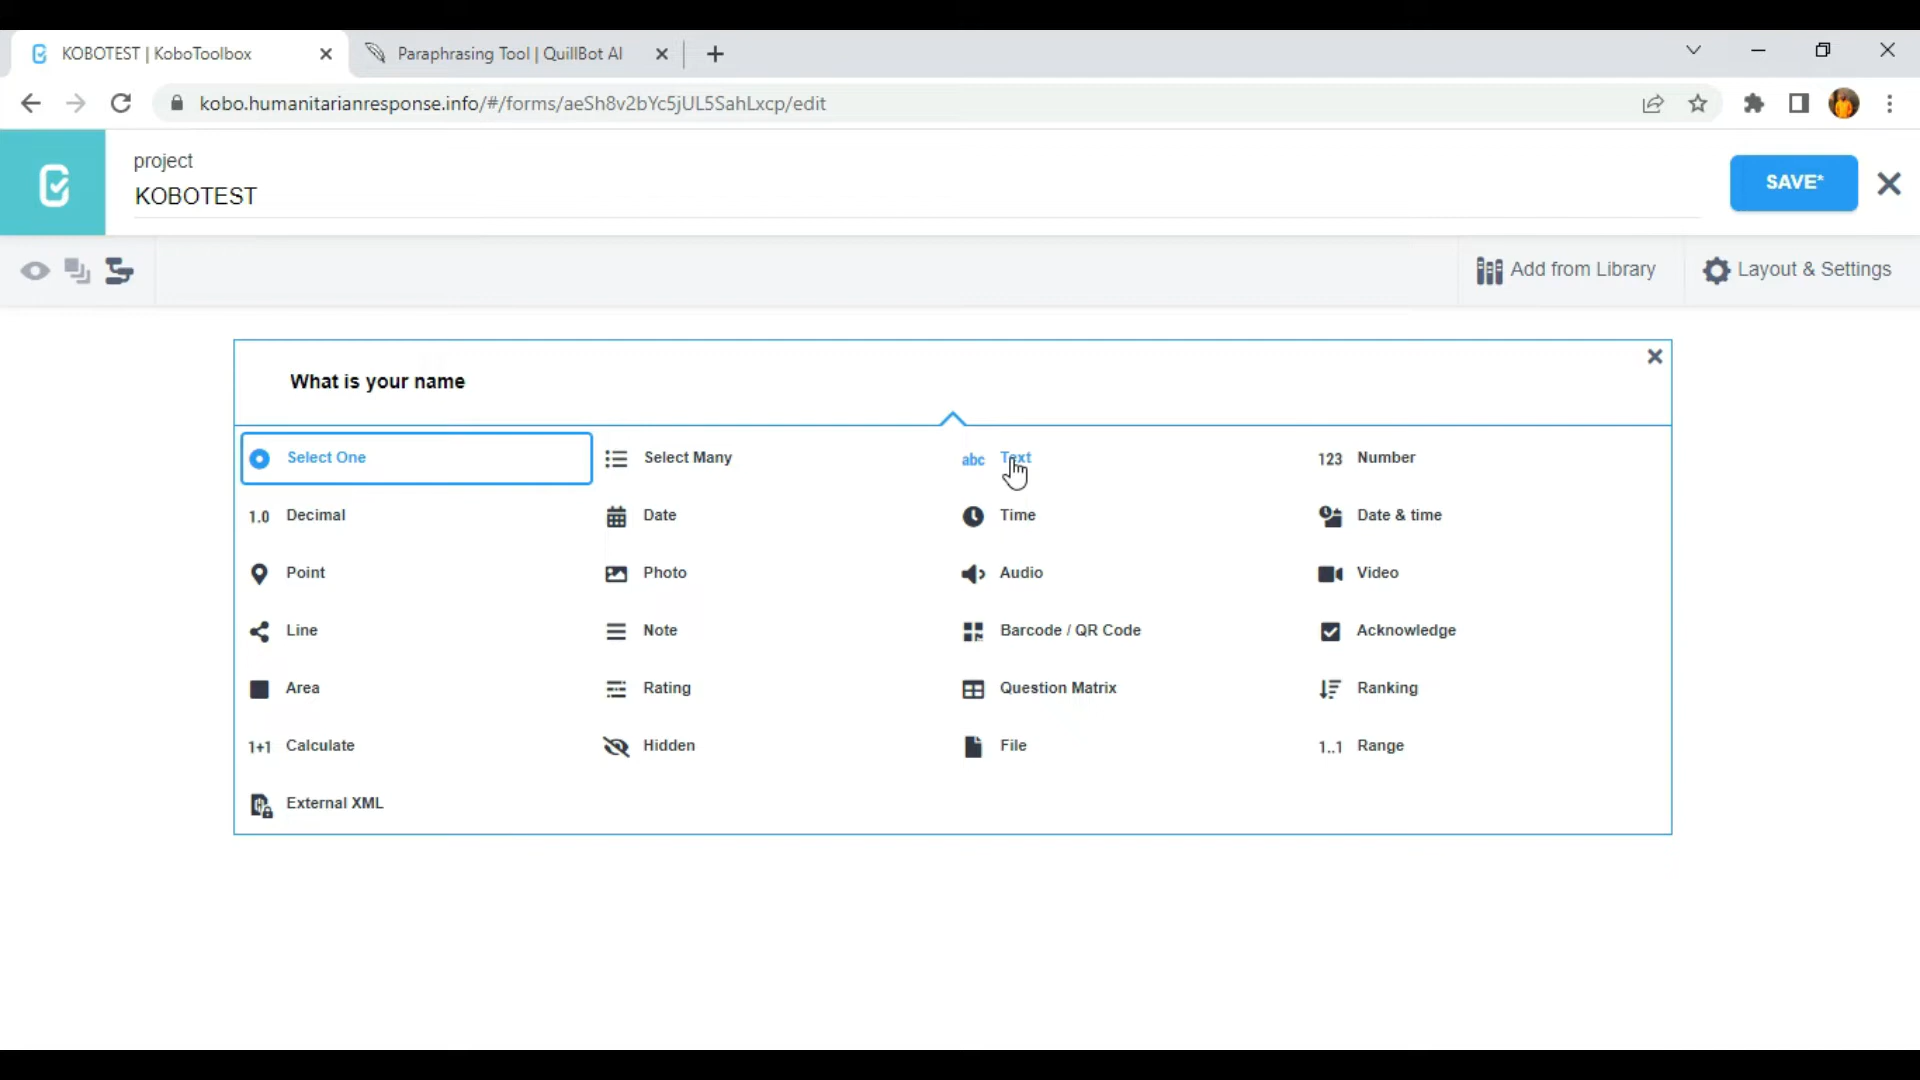 KOBOTEST | KoboToolbox
Paraphrasing Tool | QuillBot AI
kobo.humanitarianresponse.info/#/forms/aeSh8v2bYc5jUL5SahLxcp/edit
project
KOBOTEST
SAVE*
Add from Library
Layout & Settings
What is your name
Select One
Select Many
abc Text
123 Number
1.0 Decimal
Date
Time
Date & time
Point
Photo
Audio
Video
Line
Note
Barcode / QR Code
Acknowledge
Area
Rating
Question Matrix
Ranking
1+1 Calculate
Hidden
File
1..1 Range
External XML